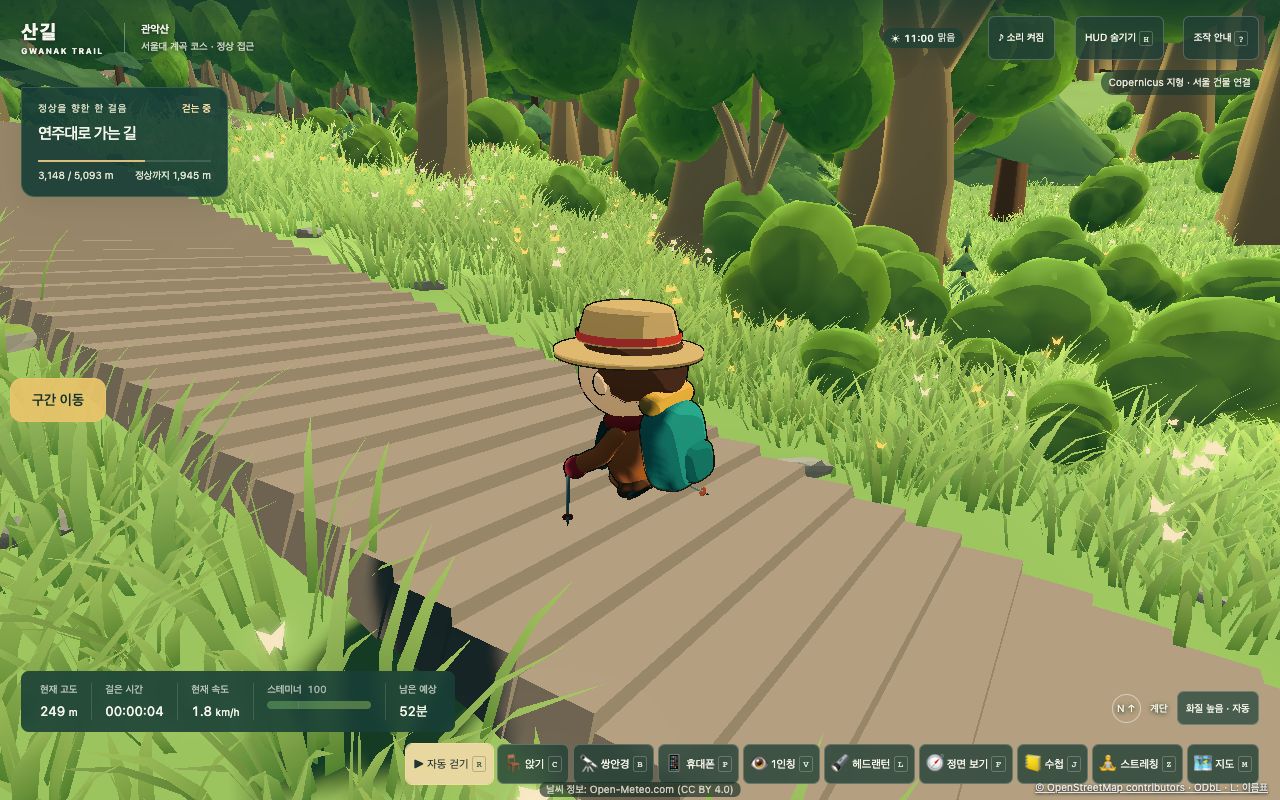 산길
GWANAK TRAIL
관악산
서울대 계곡 코스 · 정상 접근
☀ 11:00 맑음
♪ 소리 켜짐
HUD 숨기기 H
조작 안내 ?
Copernicus 지형 · 서울 건물 연결
정상을 향한 한 걸음
걷는 중
연주대로 가는 길
3,148 / 5,093 m
정상까지 1,945 m
구간 이동
현재 고도
249 m
걸은 시간
00:00:04
현재 속도
1.8 km/h
스테미너 100
남은 예상
52분
N ↑
계단
화질 높음 · 자동
▶ 자동 걷기 R
앉기 C
쌍안경 B
휴대폰 P
1인칭 V
헤드랜턴 L
정면 보기 F
수첩 J
스트레칭 Z
지도 M
날씨 정보: Open-Meteo.com (CC BY 4.0)
© OpenStreetMap contributors · ODbL · L: 이름표